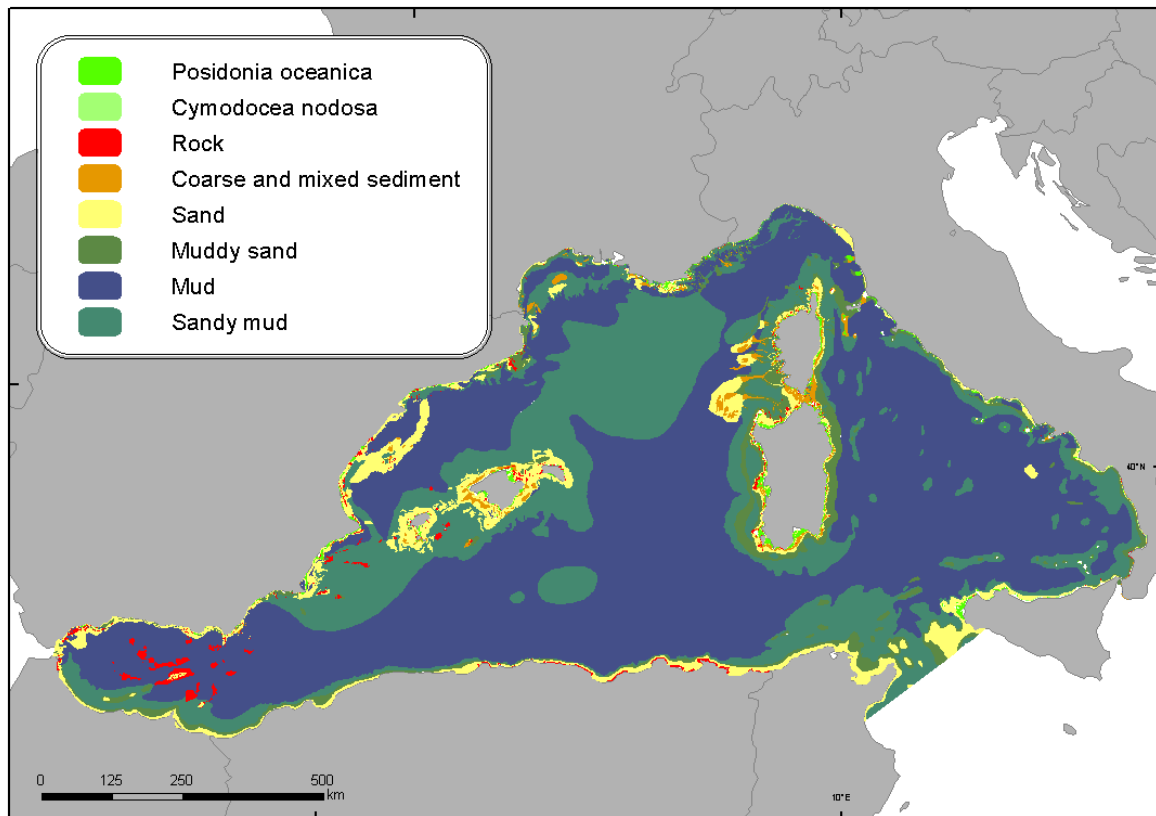 Posidonia oceanica
Cymodocea nodosa
Rock
Coarse and mixed sediment
Sand
Muddy sand
Mud
Sandy mud
40°N
0 125 250 500
km
10°E